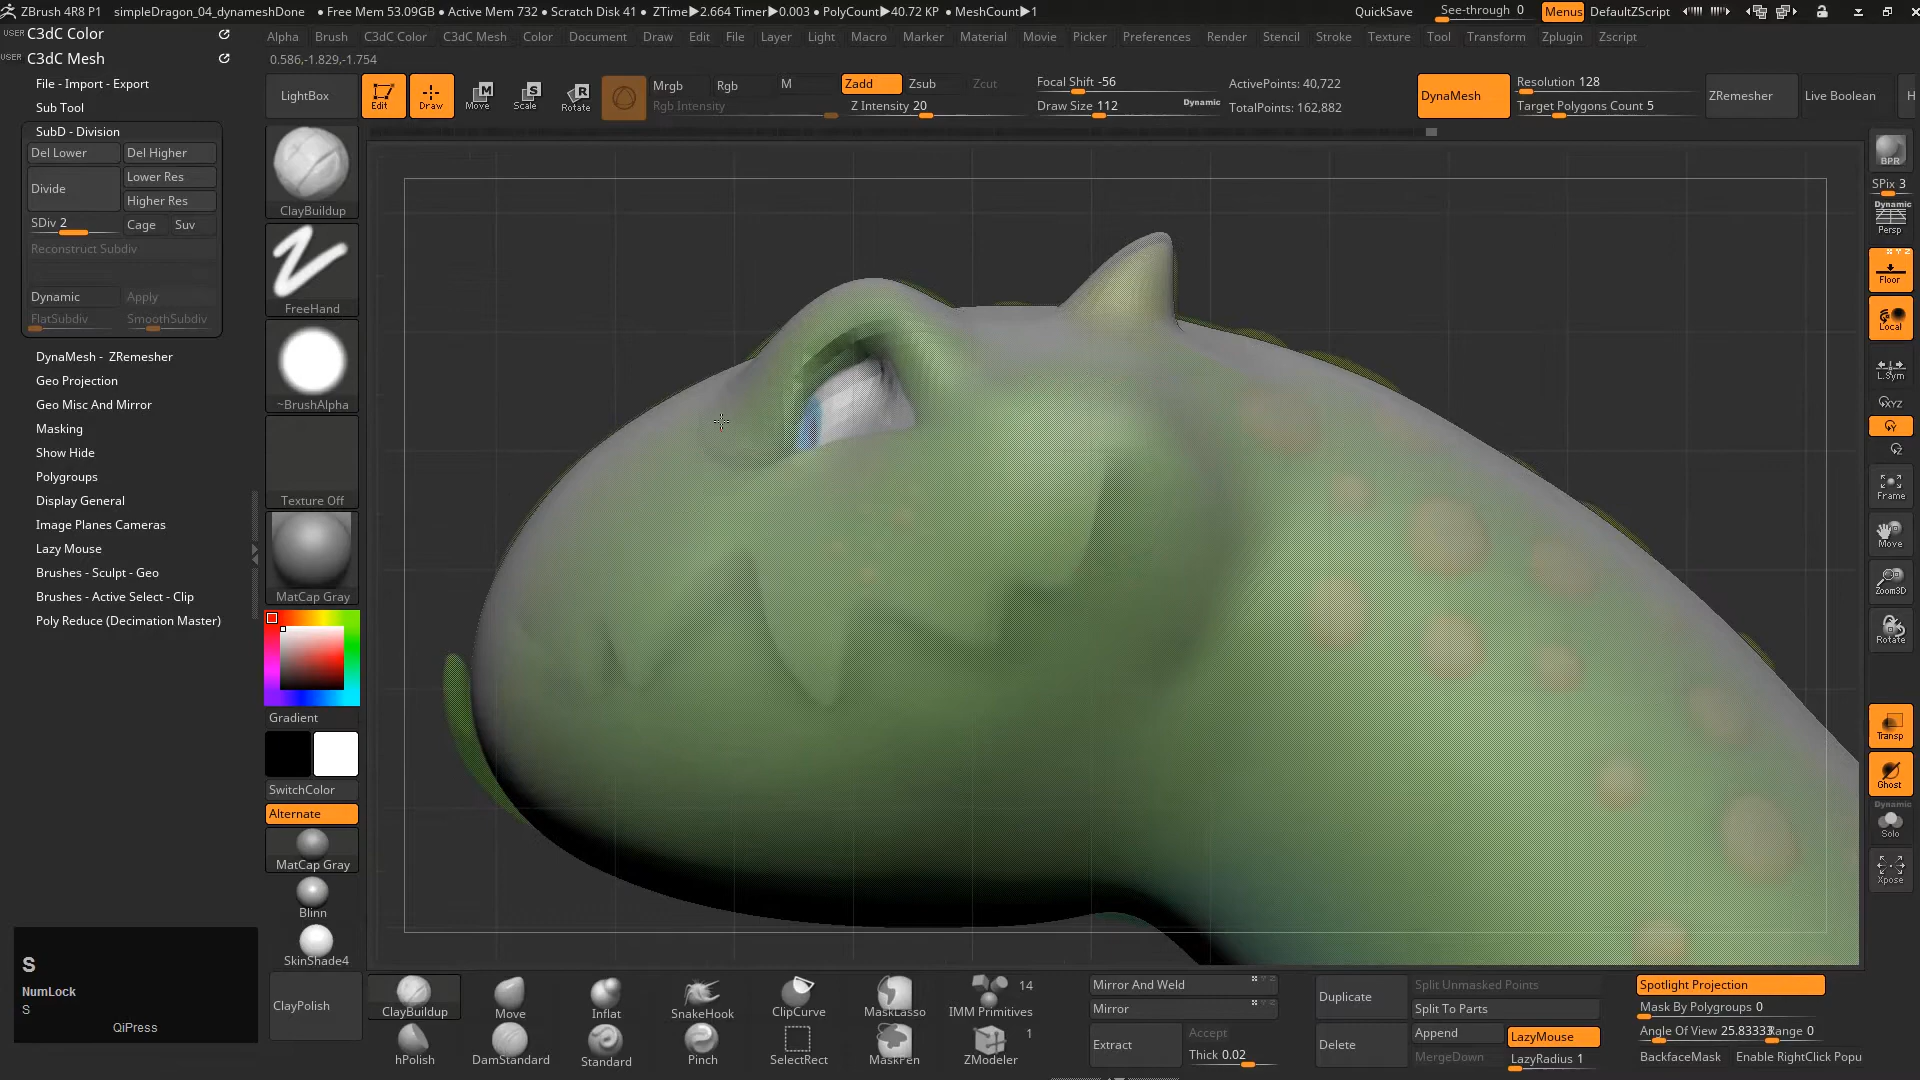 ZBrush 4R8 P1 simpleDragon_04_dynameshDone ● Free Mem 53.09GB ● Active Mem 732 ● Scratch Disk 41 ● ZTime▶2.664 Timer▶0.003 ● PolyCount▶40.72 KP ● MeshCount▶1 QuickSave See-through 0 Menus DefaultZScript
USER C3dC Color
USER C3dC Mesh
Alpha Brush C3dC Color C3dC Mesh Color Document Draw Edit File Layer Light Macro Marker Material Movie Picker Preferences Render Stencil Stroke Texture Tool Transform Zplugin Zscript
0.586,-1.829,-1.754
LightBox
Edit
Draw
Move
Scale
Rotate
Mrgb Rgb M Zadd Zsub Zcut
Rgb Intensity Z Intensity 20
Focal Shift -56
Draw Size 112 Dynamic
ActivePoints: 40,722
TotalPoints: 162,882
DynaMesh
Resolution 128
Target Polygons Count 5
ZRemesher
Live Boolean
H
File - Import - Export
Sub Tool
SubD - Division
Del Lower Del Higher
Divide
Lower Res
Higher Res
SDiv 2 Cage Suv
Reconstruct Subdiv
Dynamic Apply
FlatSubdiv SmoothSubdiv
DynaMesh - ZRemesher
Geo Projection
Geo Misc And Mirror
Masking
Show Hide
Polygroups
Display General
Image Planes Cameras
Lazy Mouse
Brushes - Sculpt - Geo
Brushes - Active Select - Clip
Poly Reduce (Decimation Master)
ClayBuildup
FreeHand
~BrushAlpha
Texture Off
MatCap Gray
Gradient
SwitchColor
Alternate
MatCap Gray
Blinn
SkinShade4
BPR
SPix 3
Dynamic
Persp
X Y Z
Floor
Local
L.Sym
XYZ
Y
Z
Frame
Move
Zoom3D
Rotate
Transp
Ghost
Dynamic
Solo
Xpose
S
NumLock
S
QiPress
ClayPolish
ClayBuildup
Move
Inflat
SnakeHook
ClipCurve
MaskLasso
14
IMM Primitives
hPolish
DamStandard
Standard
Pinch
SelectRect
MaskPen
1
ZModeler
Mirror And Weld
X Y Z
Mirror
X Y Z
Extract
Accept
Thick 0.02
Duplicate
Delete
Split Unmasked Points
Split To Parts
Append
MergeDown
LazyMouse
LazyRadius 1
Spotlight Projection
Mask By Polygroups 0
Angle Of View 25.83333
Range 0
BackfaceMask
Enable RightClick Popu